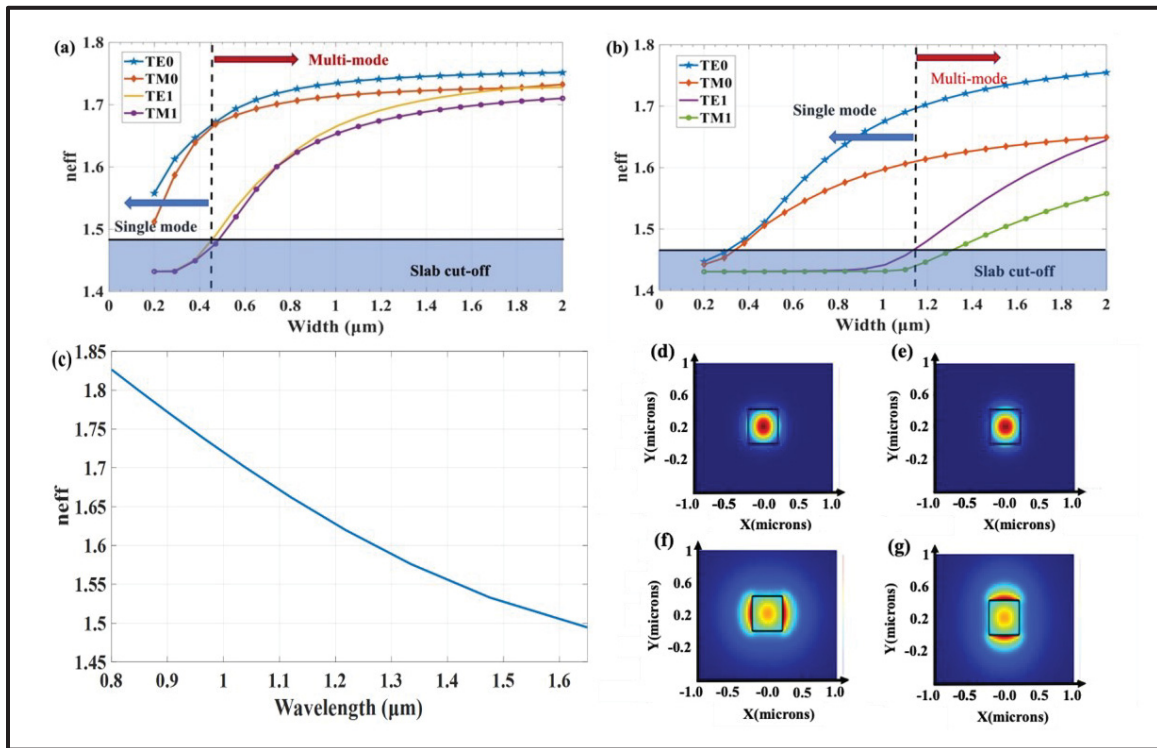 (a)
1.8
1.7
1.6
1.5
1.4
neff
TE0
TM0
TE1
TM1
Multi-mode
Single mode
Slab cut-off
0 0.2 0.4 0.6 0.8 1 1.2 1.4 1.6 1.8 2
Width (μm)
(b)
1.8
1.7
1.6
1.5
1.4
neff
TE0
TM0
TE1
TM1
Multi-mode
Single mode
Slab cut-off
0 0.2 0.4 0.6 0.8 1 1.2 1.4 1.6 1.8 2
Width (μm)
(c)
1.85
1.8
1.75
1.7
1.65
1.6
1.55
1.5
1.45
neff
0.8 0.9 1 1.1 1.2 1.3 1.4 1.5 1.6
Wavelength (μm)
(d)
1
0.6
0.2
-0.2
Y(microns)
-1.0 0.5 -0.0 0.5 1.0
X(microns)
(e)
1
0.6
0.2
-0.2
Y(microns)
-1.0 0.5 -0.0 0.5 1.0
X(microns)
(f)
1
0.6
0.2
-0.2
Y(microns)
-1.0 0.5 -0.0 0.5 1.0
X(microns)
(g)
1
0.6
0.2
-0.2
Y(microns)
-1.0 0.5 -0.0 0.5 1.0
X(microns)